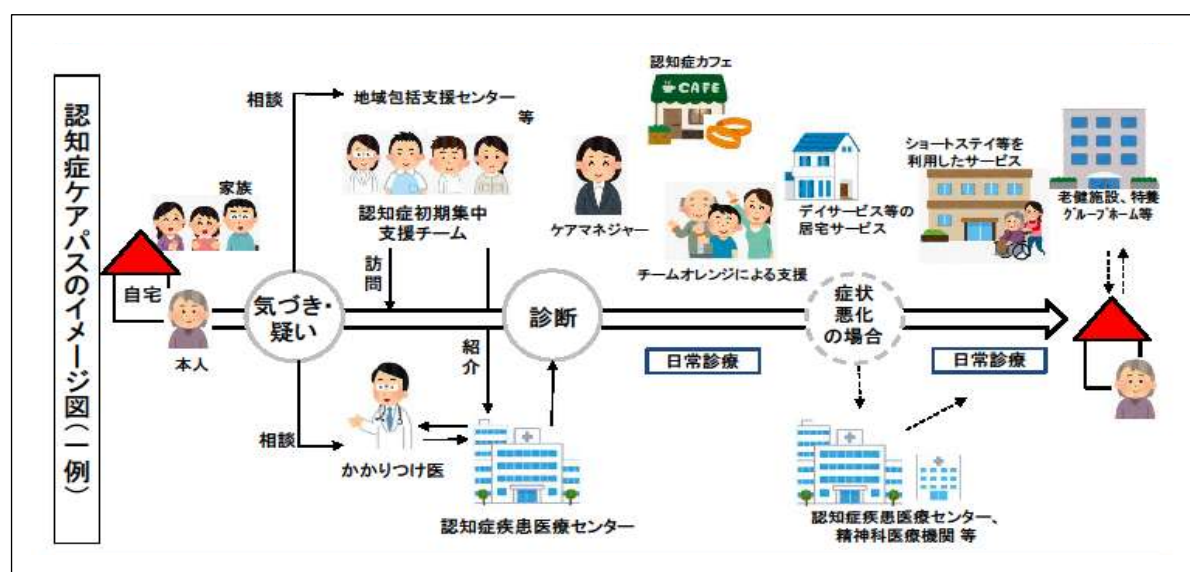 認知症ケアパスのイメージ図(一例)
家族
自宅
本人
気づき・
疑い
相談
地域包括支援センター
等
認知症初期集中
支援チーム
訪問
紹介
相談
かかりつけ医
認知症疾患医療センター
診断
ケアマネジャー
認知症カフェ
CAFE
チームオレンジによる支援
デイサービス等の
居宅サービス
日常診療
症状
悪化
の場合
ショートステイ等を
利用したサービス
認知症疾患医療センター、
精神科医療機関 等
日常診療
老健施設、特養
グループホーム等